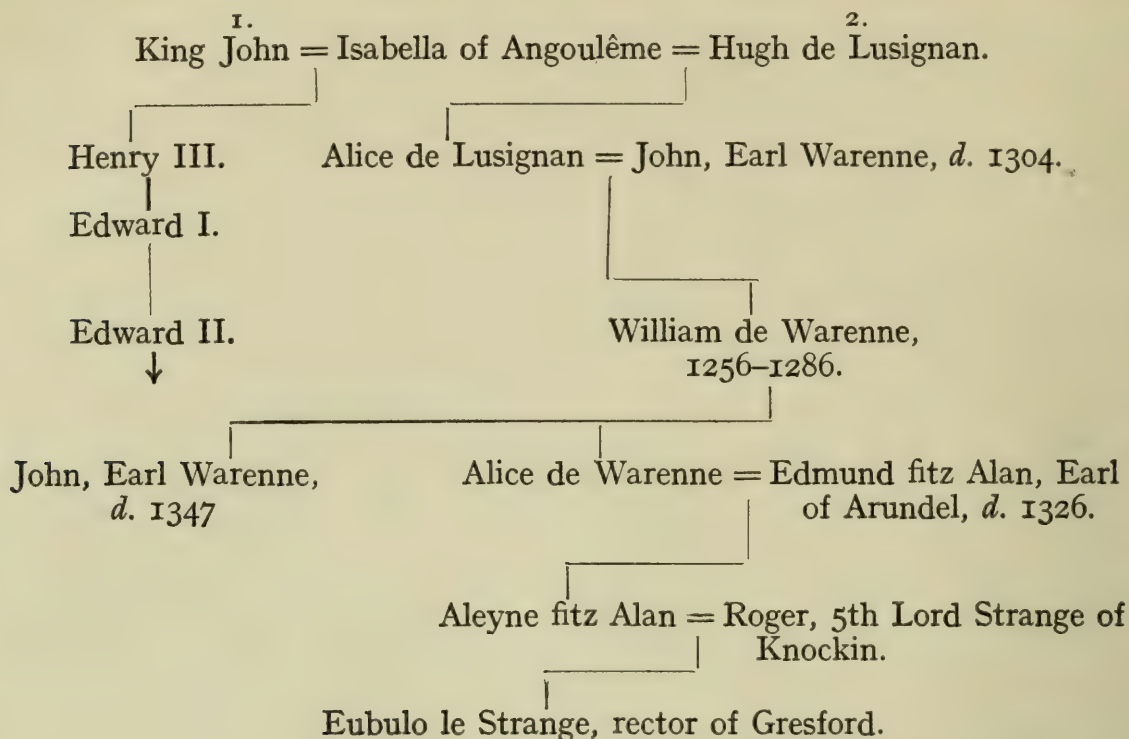 1. 2.
King John = Isabella of Angoulême = Hugh de Lusignan.
Henry III. Alice de Lusignan = John, Earl Warenne, d. 1304.
Edward I.
Edward II. William de Warenne,
1256–1286.
John, Earl Warenne, Alice de Warenne = Edmund fitz Alan, Earl
d. 1347 of Arundel, d. 1326.
Aleyne fitz Alan = Roger, 5th Lord Strange of
Knockin.
Eubulo le Strange, rector of Gresford.